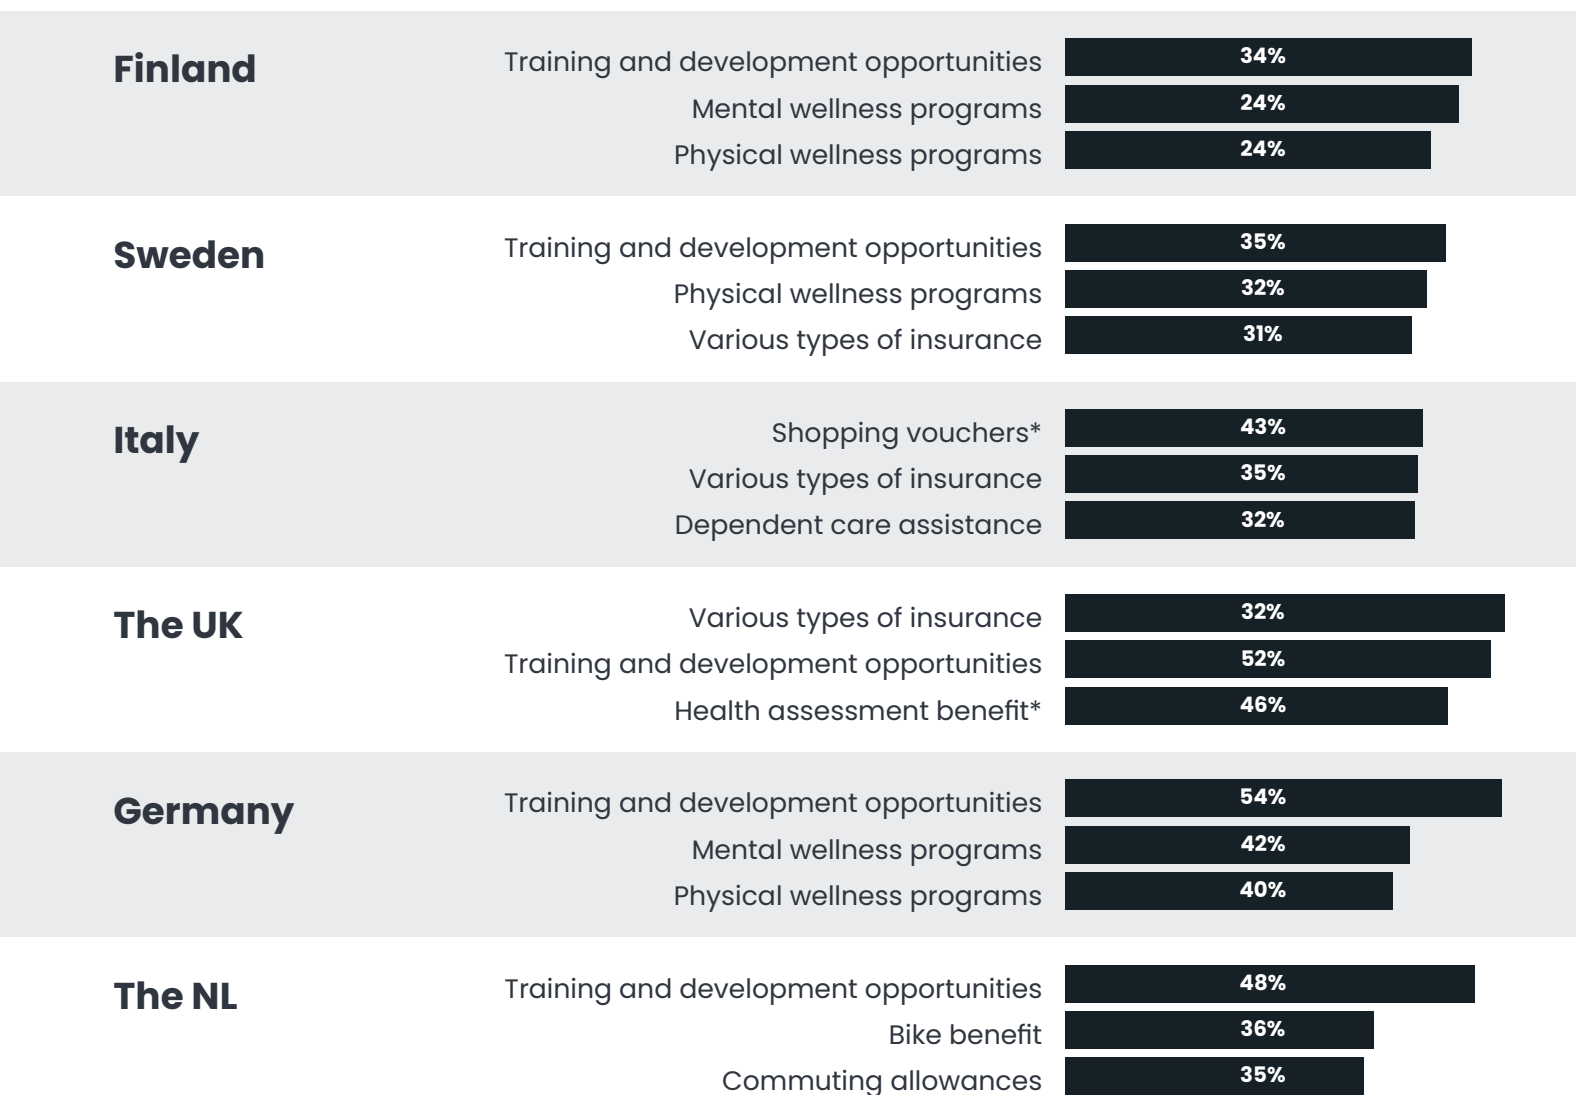 Finland
Training and development opportunities 34%
Mental wellness programs 24%
Physical wellness programs 24%
Sweden
Training and development opportunities 35%
Physical wellness programs 32%
Various types of insurance 31%
Italy
Shopping vouchers* 43%
Various types of insurance 35%
Dependent care assistance 32%
The UK
Various types of insurance 32%
Training and development opportunities 52%
Health assessment benefit* 46%
Germany
Training and development opportunities 54%
Mental wellness programs 42%
Physical wellness programs 40%
The NL
Training and development opportunities 48%
Bike benefit 36%
Commuting allowances 35%